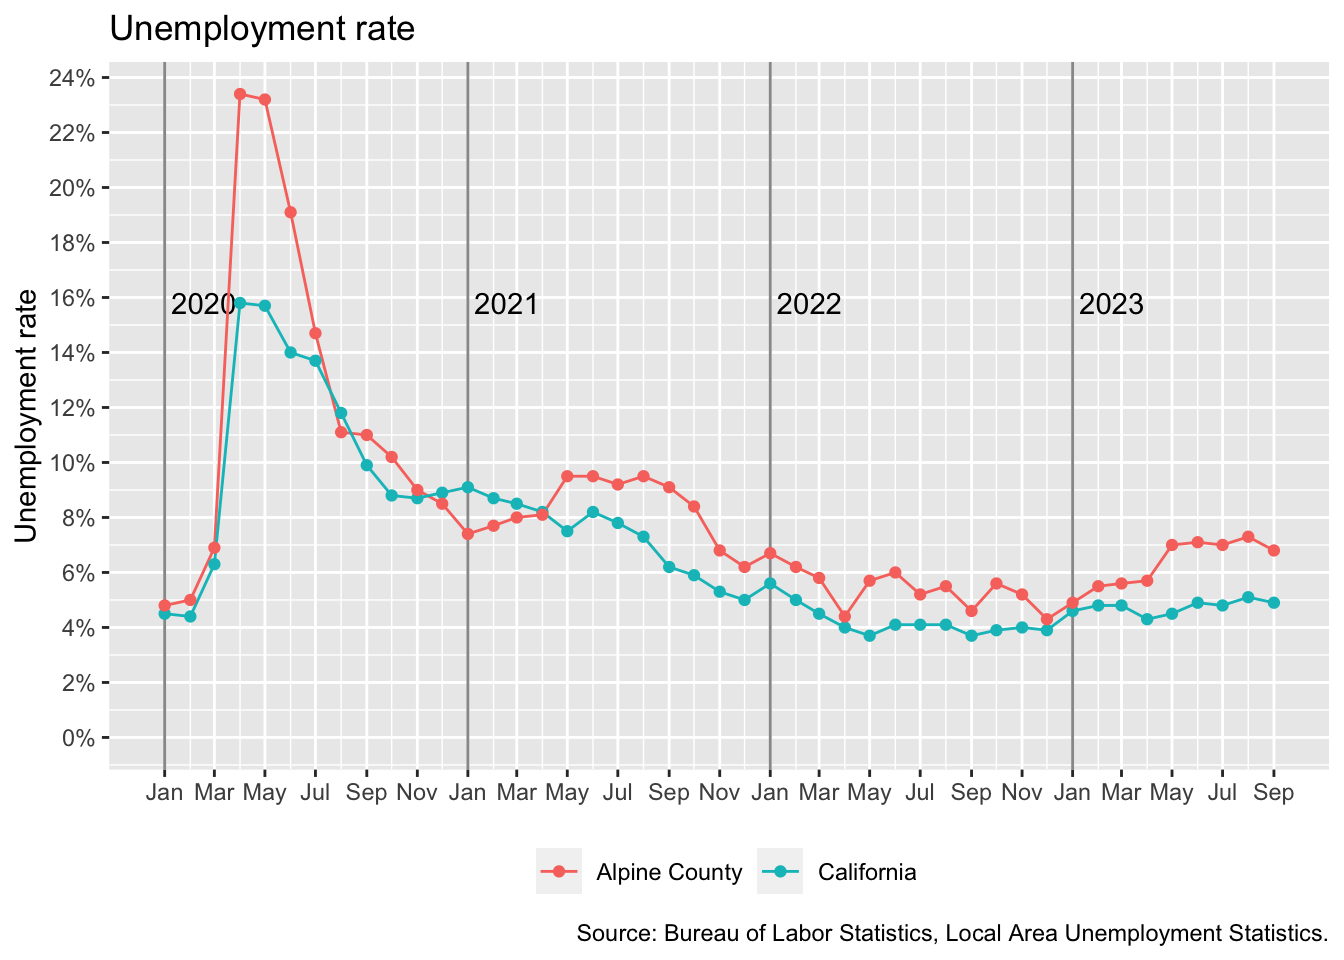 Unemployment rate
Unemployment rate
24%
22%
20%
18%
16%
14%
12%
10%
8%
6%
4%
2%
0%
2020 2021 2022 2023
Jan Mar May Jul Sep Nov Jan Mar May Jul Sep Nov Jan Mar May Jul Sep Nov Jan Mar May Jul Sep
Alpine County California
Source: Bureau of Labor Statistics, Local Area Unemployment Statistics.